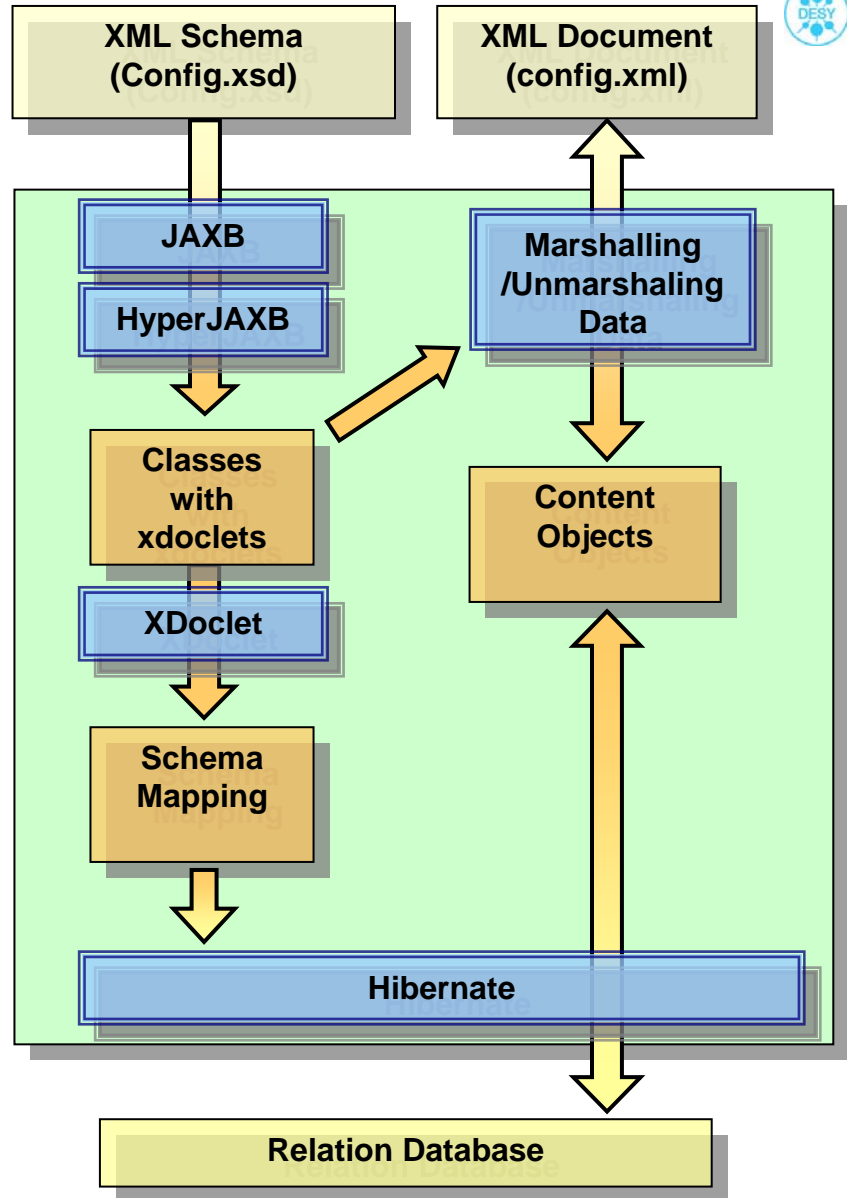 XML Schema
(Config.xsd)
XML Document
(config.xml)
DESY
JAXB
HyperJAXB
Marshalling
/Unmarshaling
Data
Classes
with
xdoclets
Content
Objects
XDoclet
Schema
Mapping
Hibernate
Relation Database